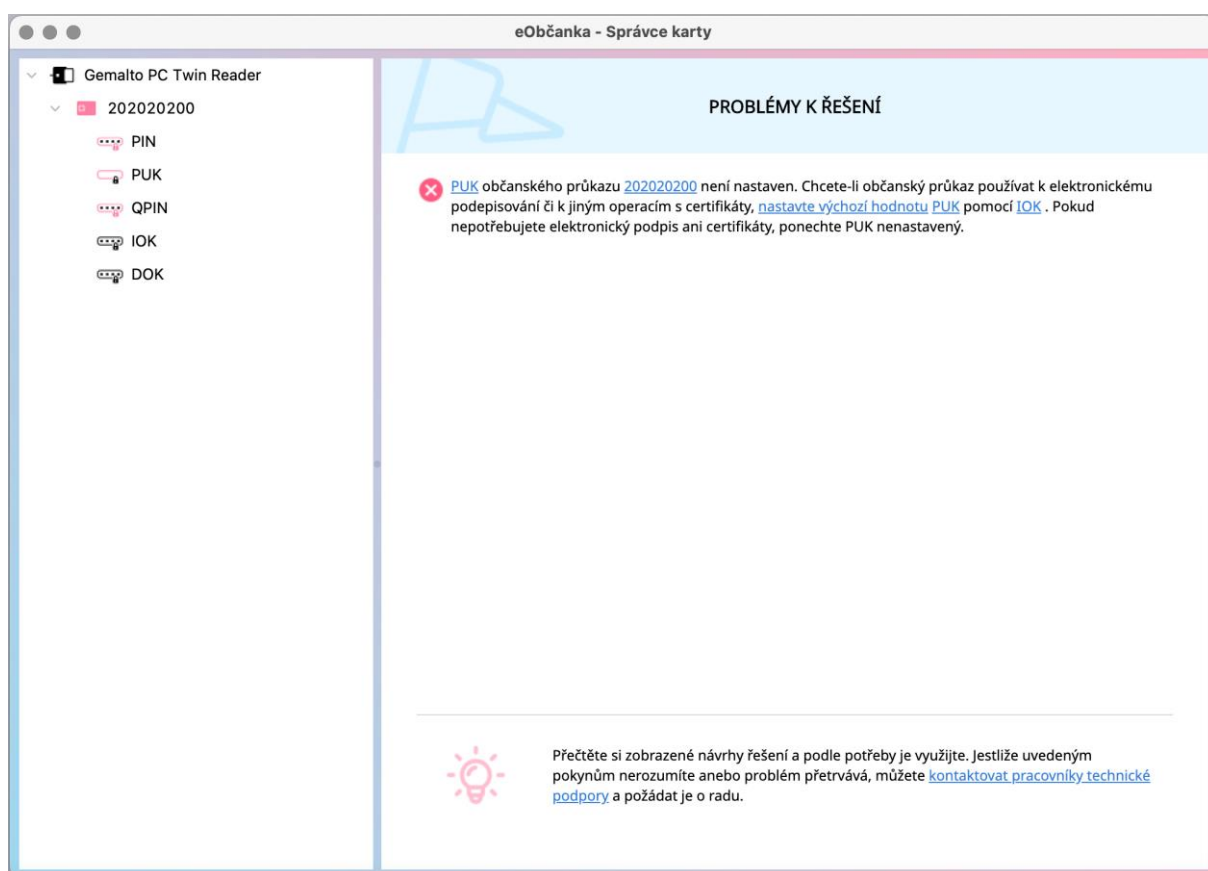 eObčanka - Správce karty
Gemalto PC Twin Reader
202020200
PIN
PUK
QPIN
IOK
DOK
PROBLÉMY K ŘEŠENÍ
PUK občanského průkazu 202020200 není nastaven. Chcete-li občanský průkaz používat k elektronickému
podepisování či k jiným operacím s certifikáty, nastavte výchozí hodnotu PUK pomocí IOK . Pokud
nepotřebujete elektronický podpis ani certifikáty, ponechte PUK nenastavený.
Přečtěte si zobrazené návrhy řešení a podle potřeby je využijte. Jestliže uvedeným
pokynům nerozumíte anebo problém přetrvává, můžete kontaktovat pracovníky technické
podpory a požádat je o radu.